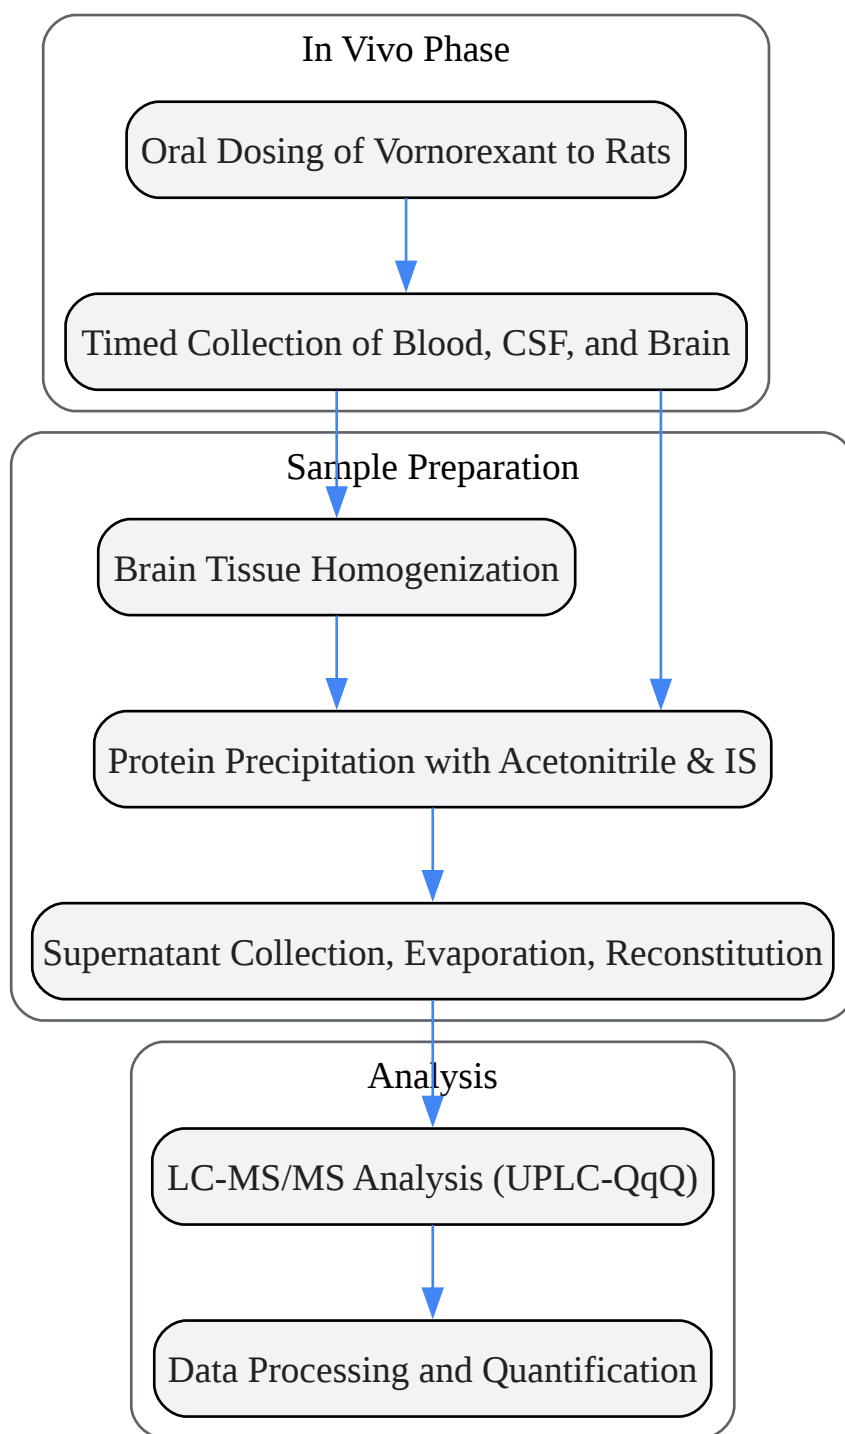 In Vivo Phase
Oral Dosing of Vornorexant to Rats
Timed Collection of Blood, CSF, and Brain
Sample Preparation
Brain Tissue Homogenization
Protein Precipitation with Acetonitrile & IS
Supernatant Collection, Evaporation, Reconstitution
Analysis
LC-MS/MS Analysis (UPLC-QqQ)
Data Processing and Quantification